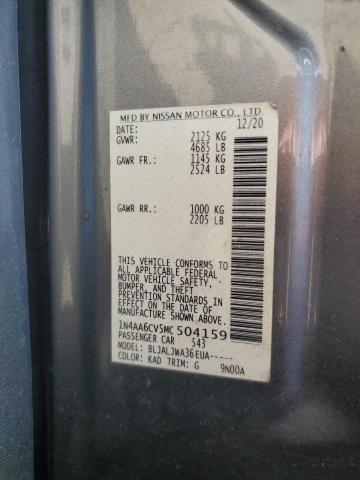 MFD BY NISSAN MOTOR CO., LTD.
DATE: 12/20
GVWR: 2125 KG
4685 LB
GAWR FR.: 1145 KG
2524 LB
GAWR RR.: 1000 KG
2205 LB
THIS VEHICLE CONFORMS TO
ALL APPLICABLE FEDERAL
MOTOR VEHICLE SAFETY,
BUMPER, AND THEFT
PREVENTION STANDARDS IN
EFFECT ON THE DATE OF
MANUFACTURE SHOWN ABOVE.
1N4AA6CV5MC504159
PASSENGER CAR S43
MODEL: BLJALJWA36EUA-----
COLOR: KAD TRIM: G 9N00A